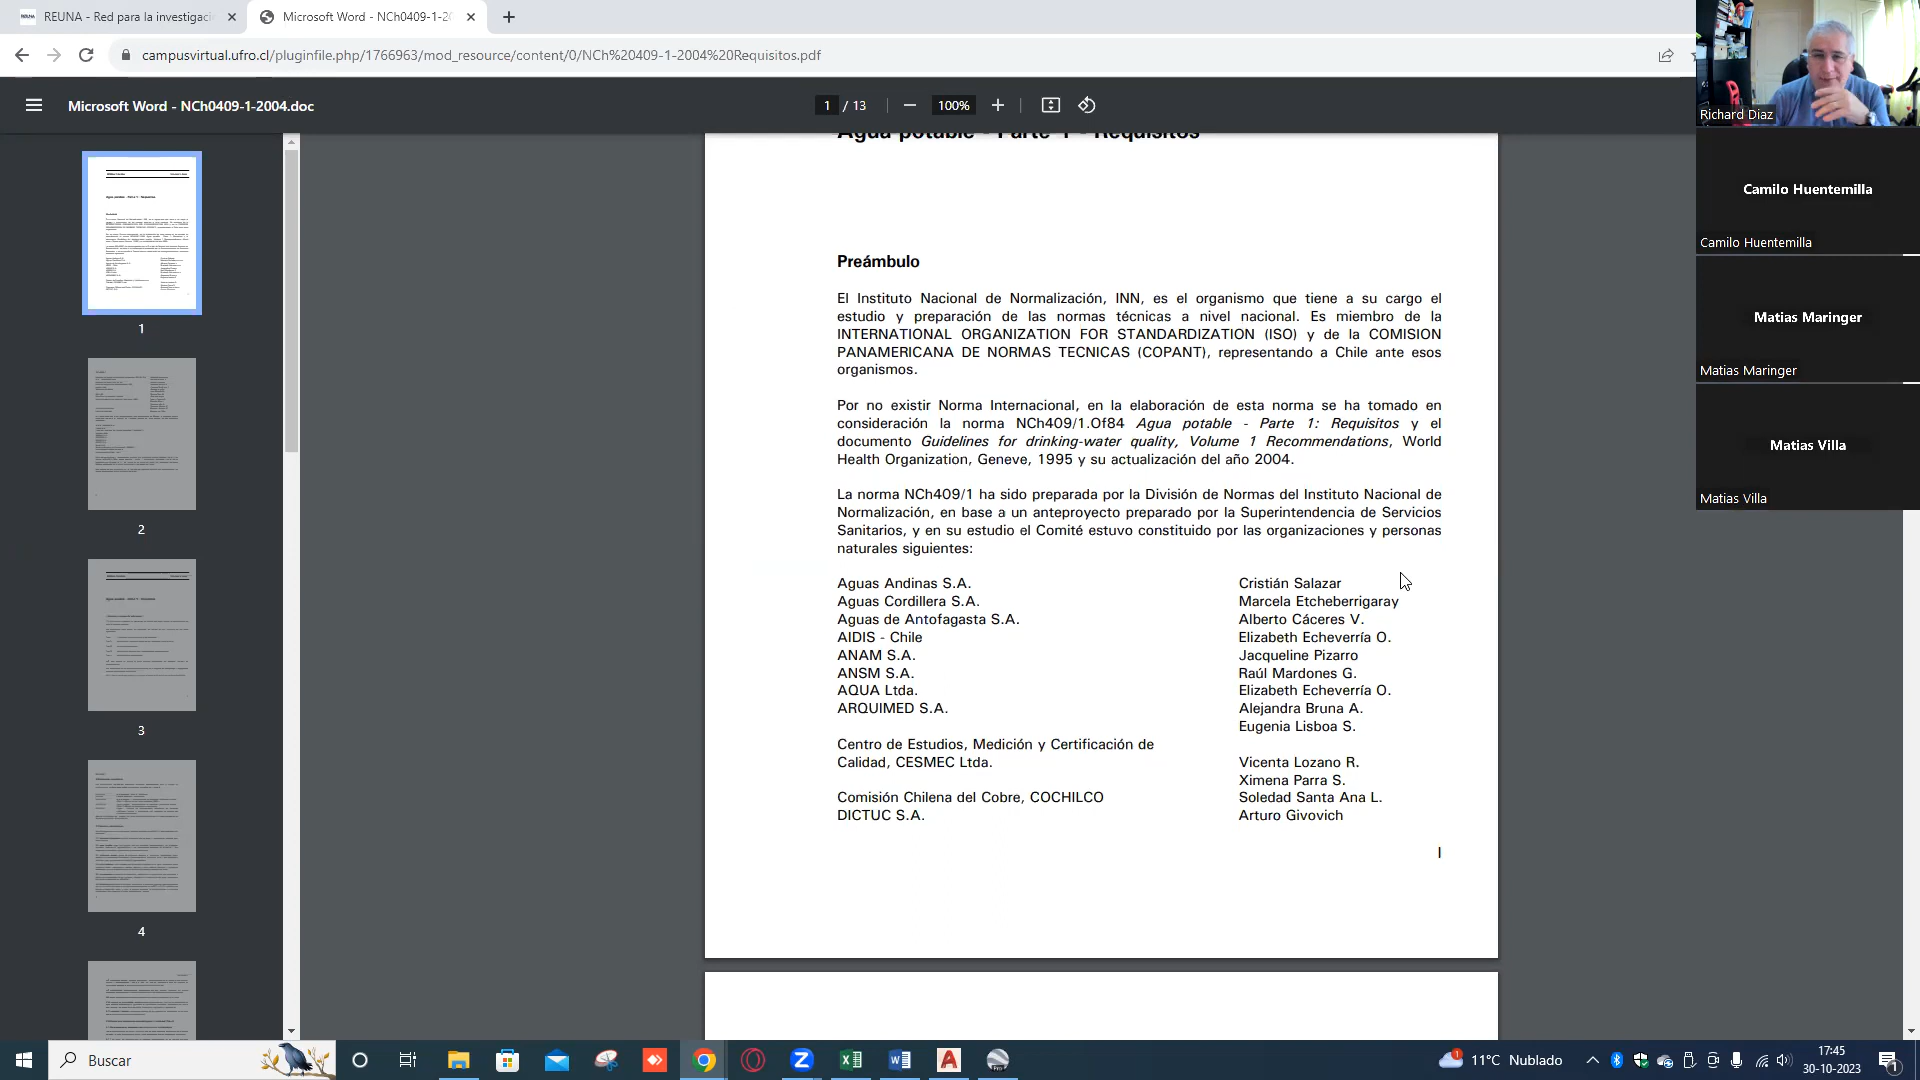 REUNA - Red para la investigaci
Microsoft Word - NCh0409-1-20
campusvirtual.ufro.cl/pluginfile.php/1766963/mod_resource/content/0/NCh%20409-1-2004%20Requisitos.pdf
Microsoft Word - NCh0409-1-2004.doc
1 / 13
100%
Agua potable - Parte 1 - Requisitos
Preámbulo
El Instituto Nacional de Normalización, INN, es el organismo que tiene a su cargo el
estudio y preparación de las normas técnicas a nivel nacional. Es miembro de la
INTERNATIONAL ORGANIZATION FOR STANDARDIZATION (ISO) y de la COMISION
PANAMERICANA DE NORMAS TECNICAS (COPANT), representando a Chile ante esos
organismos.
Por no existir Norma Internacional, en la elaboración de esta norma se ha tomado en
consideración la norma NCh409/1.Of84 Agua potable - Parte 1: Requisitos y el
documento Guidelines for drinking-water quality, Volume 1 Recommendations, World
Health Organization, Geneve, 1995 y su actualización del año 2004.
La norma NCh409/1 ha sido preparada por la División de Normas del Instituto Nacional de
Normalización, en base a un anteproyecto preparado por la Superintendencia de Servicios
Sanitarios, y en su estudio el Comité estuvo constituido por las organizaciones y personas
naturales siguientes:
Aguas Andinas S.A. Cristián Salazar
Aguas Cordillera S.A. Marcela Etcheberrigaray
Aguas de Antofagasta S.A. Alberto Cáceres V.
AIDIS - Chile Elizabeth Echeverría O.
ANAM S.A. Jacqueline Pizarro
ANSM S.A. Raúl Mardones G.
AQUA Ltda. Elizabeth Echeverría O.
ARQUIMED S.A. Alejandra Bruna A.
Eugenia Lisboa S.
Centro de Estudios, Medición y Certificación de
Calidad, CESMEC Ltda. Vicenta Lozano R.
Ximena Parra S.
Comisión Chilena del Cobre, COCHILCO Soledad Santa Ana L.
DICTUC S.A. Arturo Givovich
I
1
2
3
4
Richard Diaz
Camilo Huentemilla
Camilo Huentemilla
Matias Maringer
Matias Maringer
Matias Villa
Matias Villa
Buscar
1
11°C Nublado
17:45
30-10-2023
1